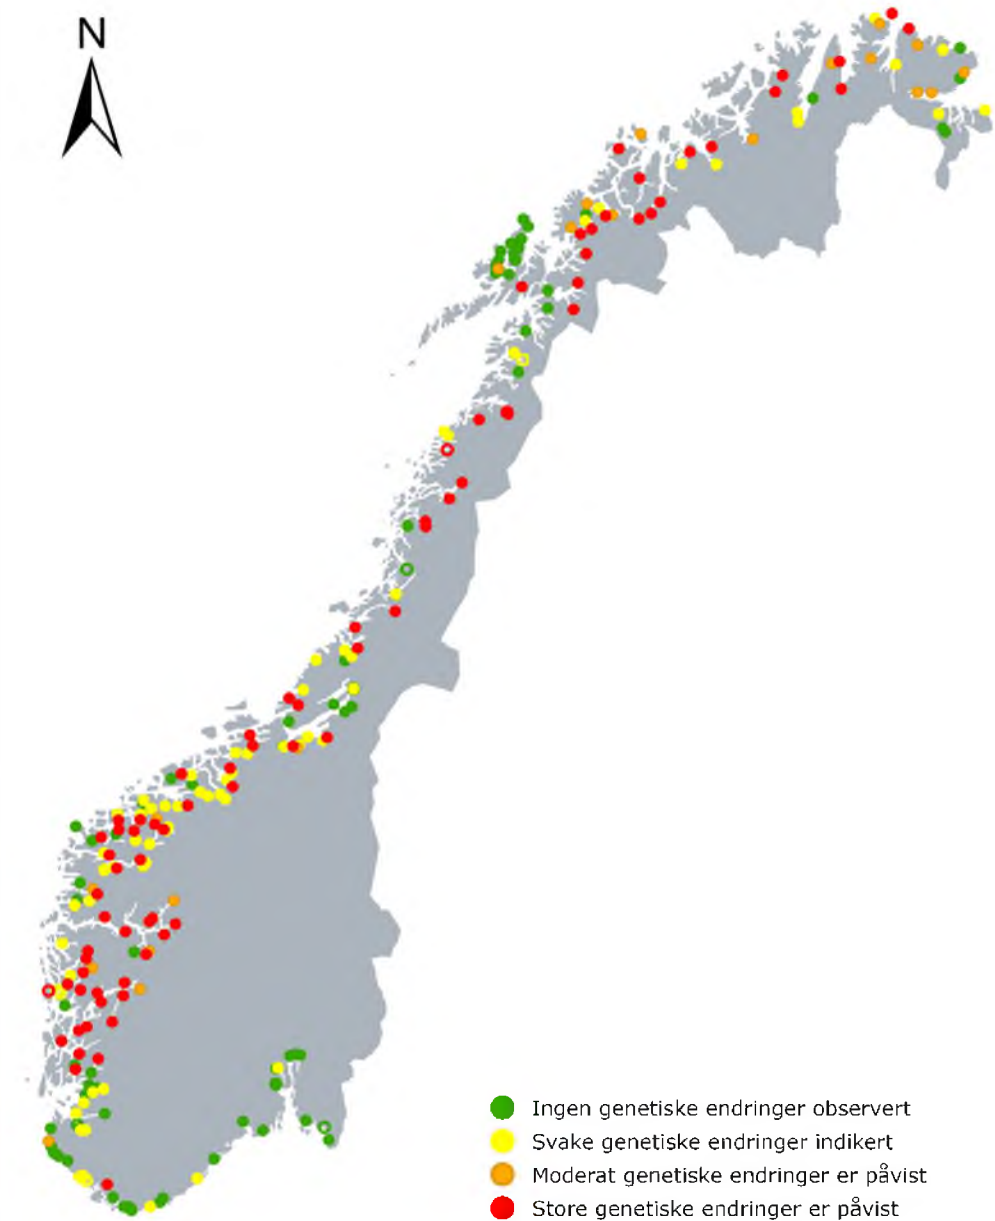 N
Ingen genetiske endringer observert
Svake genetiske endringer indikert
Moderat genetiske endringer er påvist
Store genetiske endringer er påvist